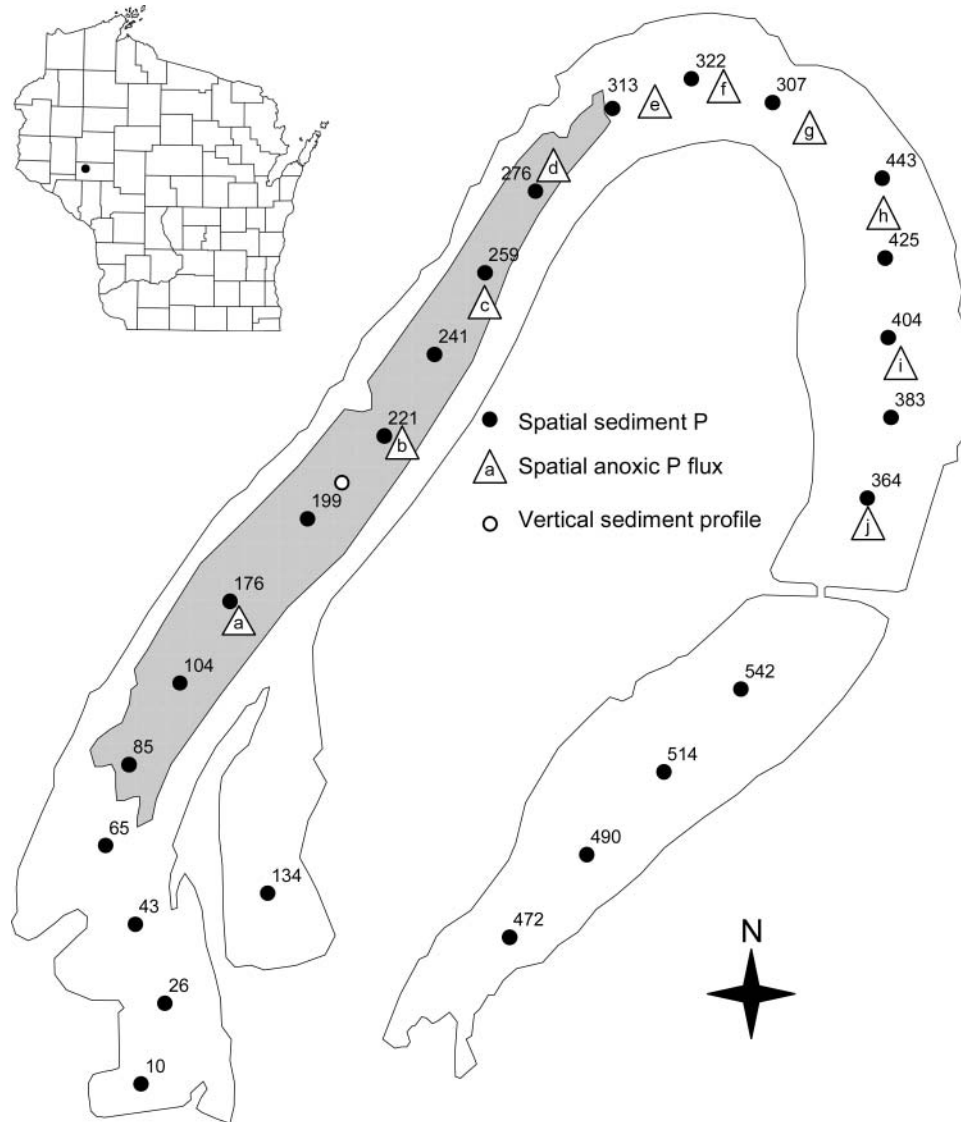 322
313
f
307
e
g
d
276
443
h
259
425
c
241
404
i
383
221
b
Spatial sediment P
a
Spatial anoxic P flux
364
199
j
Vertical sediment profile
176
a
104
542
85
514
65
490
134
43
472
N
26
10